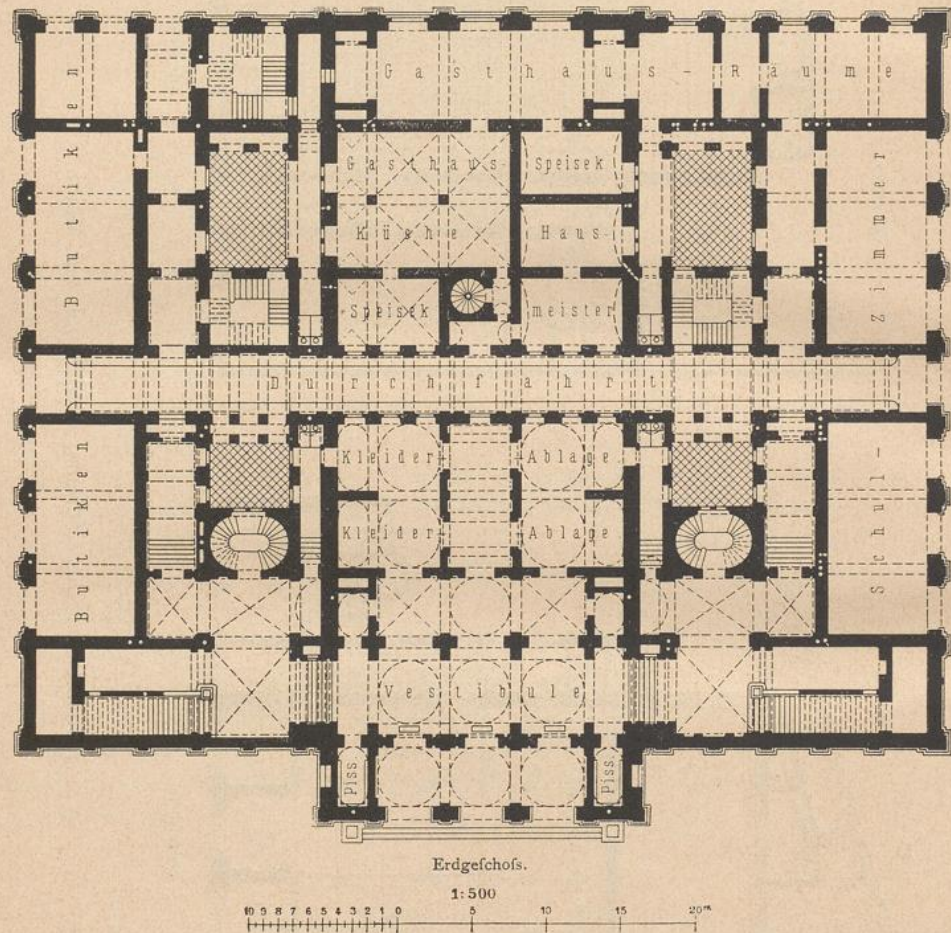 Gasthaus-Räume
Butiken
Gasthaus-
Küche
Speisek
Haus-
meister
Speisek
Zimmer
Durchfahrt
Butiken
Kleider
Ablage
Kleider
Ablage
Schul-
Vestibule
Piss.
Piss.
Erdgeſchoſs.
1:500
10 9 8 7 6 5 4 3 2 1 0 5 10 15 20m